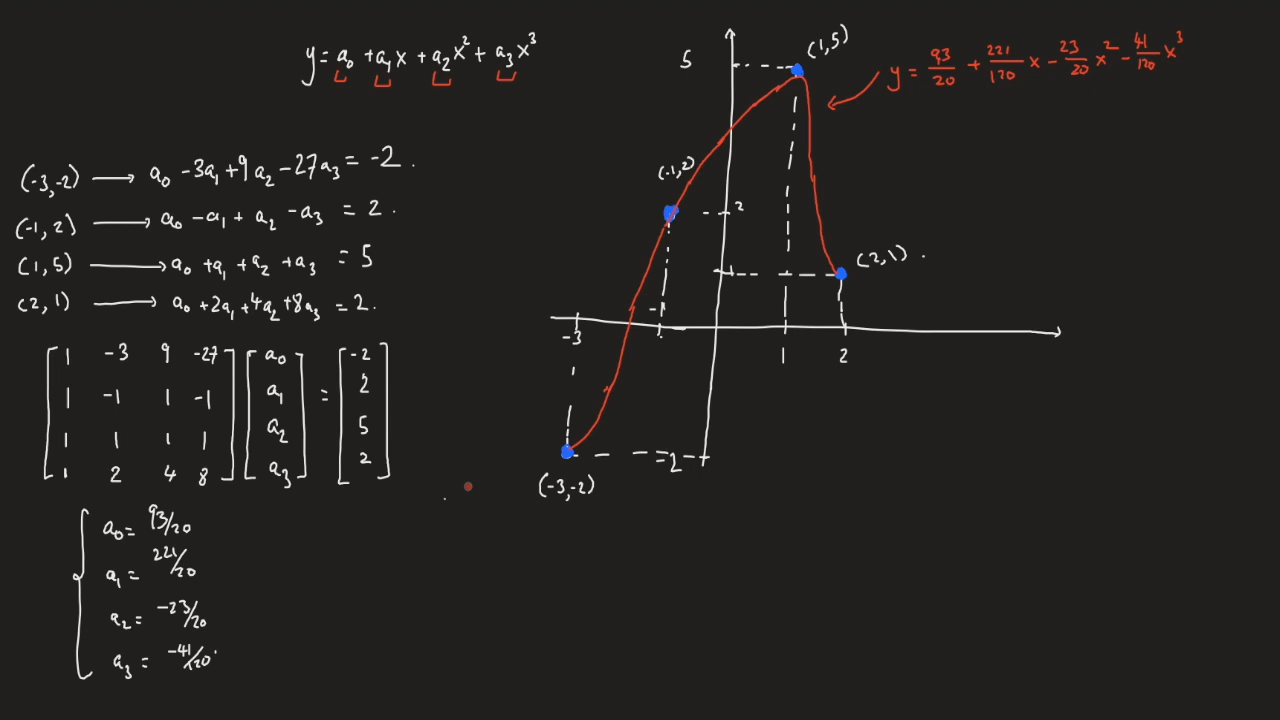 y = a₀ + a₁x + a₂x² + a₃x³
(-3,-2) → a₀ - 3a₁ + 9a₂ - 27a₃ = -2 .
(-1, 2) → a₀ - a₁ + a₂ - a₃ = 2 .
(1, 5) → a₀ + a₁ + a₂ + a₃ = 5
(2, 1) → a₀ + 2a₁ + 4a₂ + 8a₃ = 2 .
1 -3 9 -27 a₀ = -2
1 -1 1 -1 a₁ 2
1 1 1 1 a₂ 5
1 2 4 8 a₃ 2
a₀ = 93/20
a₁ = 221/20
a₂ = -23/20
a₃ = -41/120
(1,5)
y = 93/20 + 221/120 x - 23/20 x² - 41/120 x³
5
(-1,2)
2
(2,1) .
-1
-3
1
2
-2
(-3,-2)